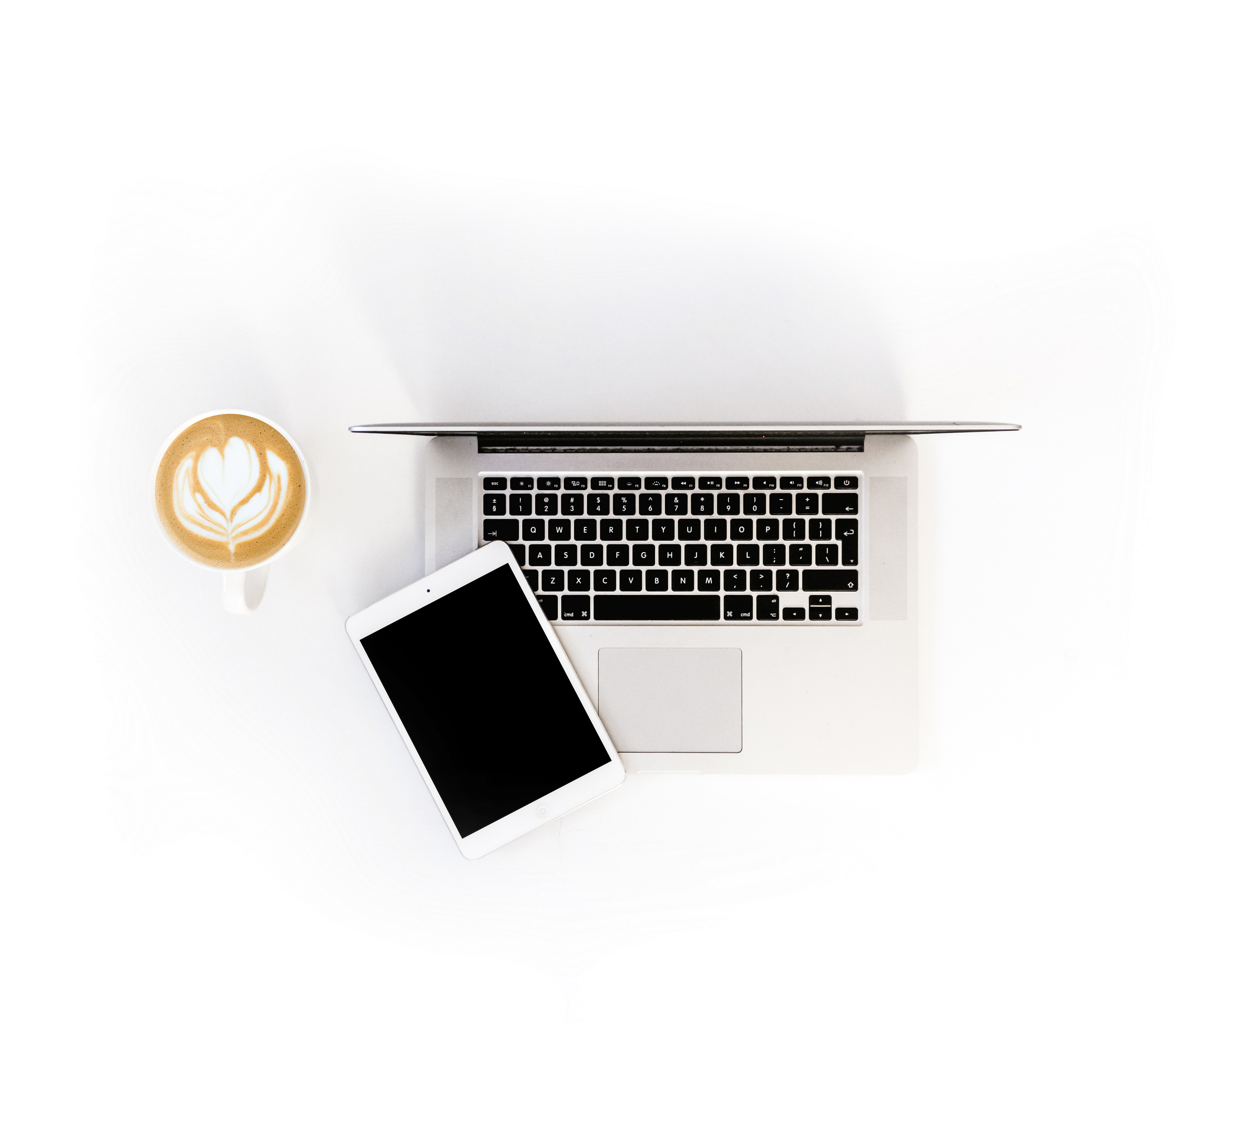 esc
± ! @ # $ % ^ & * ( ) _ +
§ 1 2 3 4 5 6 7 8 9 0 - =
Q W E R T Y U I O P { }
[ ]
A S D F G H J K L : " |
; ' \
Z X C V B N M < > ?
, . /
cmd ⌘ ⌘ cmd